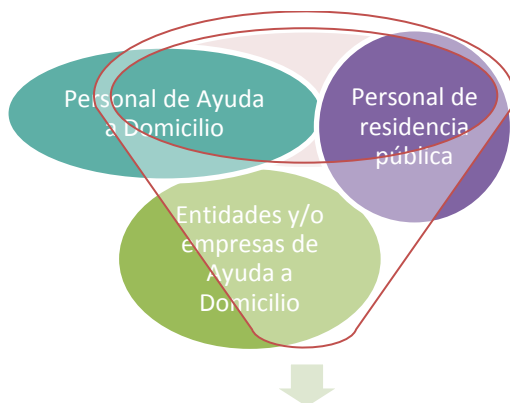 Personal de Ayuda
a Domicilio
Personal de
residencia
pública
Entidades y/o
empresas de
Ayuda a
Domicilio